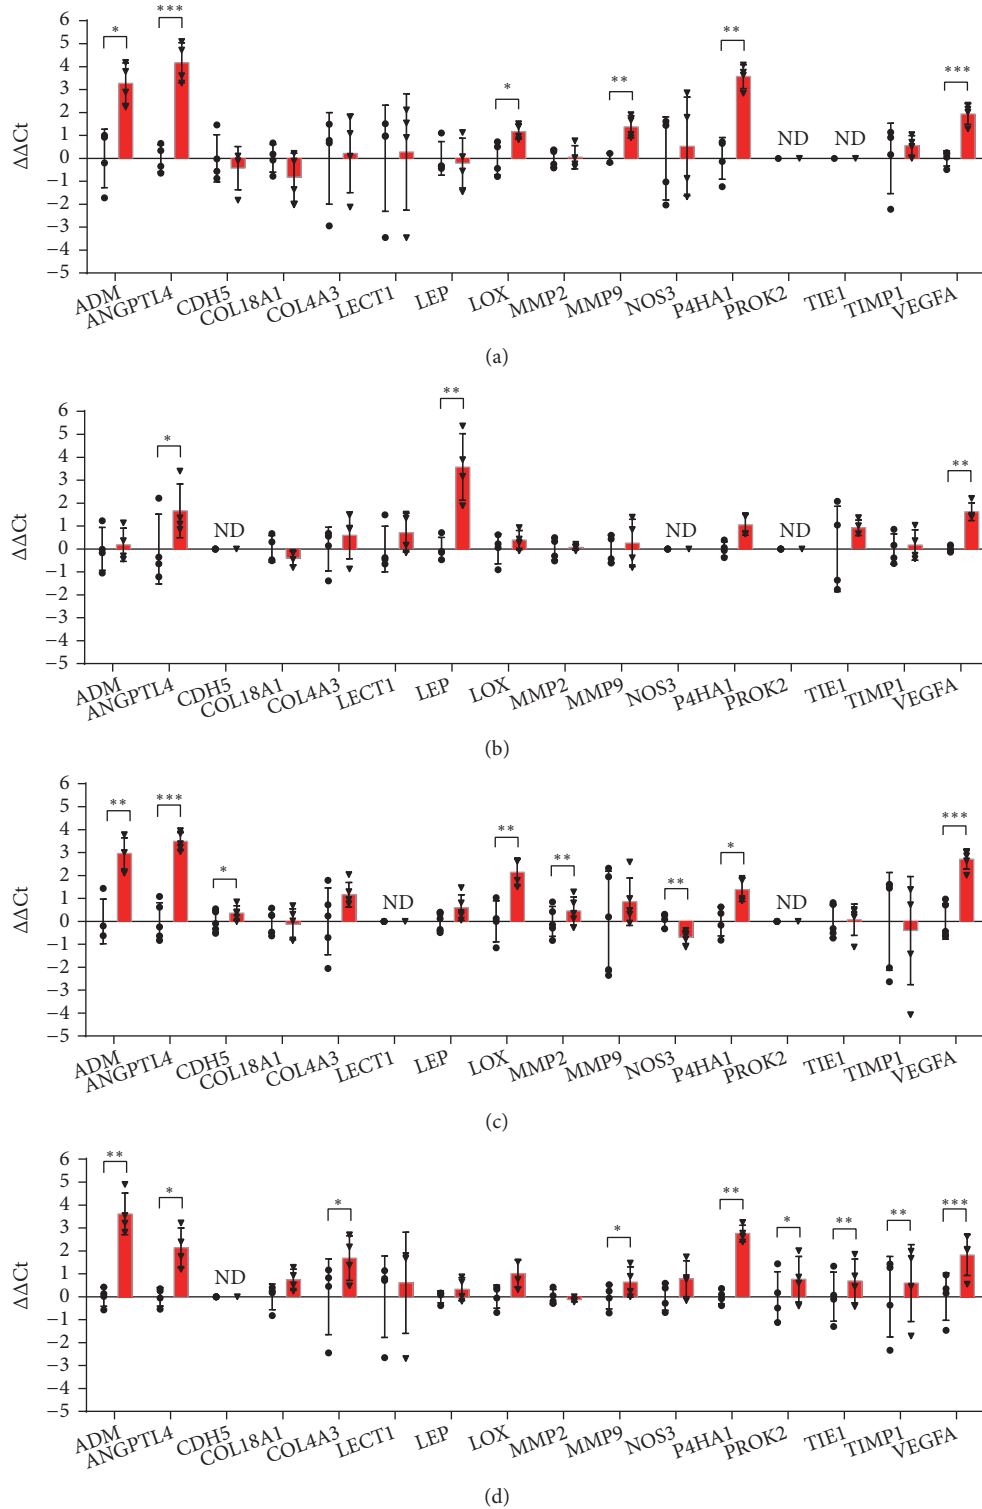 * *** * ** ** ***
ND ND
6
5
4
3
2
1
0
−1
−2
−3
−4
−5
ΔΔCt
ADM ANGPTL4 CDH5 COL18A1 COL4A3 LECT1 LEP LOX MMP2 MMP9 NOS3 P4HA1 PROK2 TIE1 TIMP1 VEGFA
(a)
* ** **
ND ND ND
6
5
4
3
2
1
0
−1
−2
−3
−4
−5
ΔΔCt
ADM ANGPTL4 CDH5 COL18A1 COL4A3 LECT1 LEP LOX MMP2 MMP9 NOS3 P4HA1 PROK2 TIE1 TIMP1 VEGFA
(b)
** *** * ** ** ** * ***
ND ND
6
5
4
3
2
1
0
−1
−2
−3
−4
−5
ΔΔCt
ADM ANGPTL4 CDH5 COL18A1 COL4A3 LECT1 LEP LOX MMP2 MMP9 NOS3 P4HA1 PROK2 TIE1 TIMP1 VEGFA
(c)
** * * * ** * ** ** ***
ND
6
5
4
3
2
1
0
−1
−2
−3
−4
−5
ΔΔCt
ADM ANGPTL4 CDH5 COL18A1 COL4A3 LECT1 LEP LOX MMP2 MMP9 NOS3 P4HA1 PROK2 TIE1 TIMP1 VEGFA
(d)